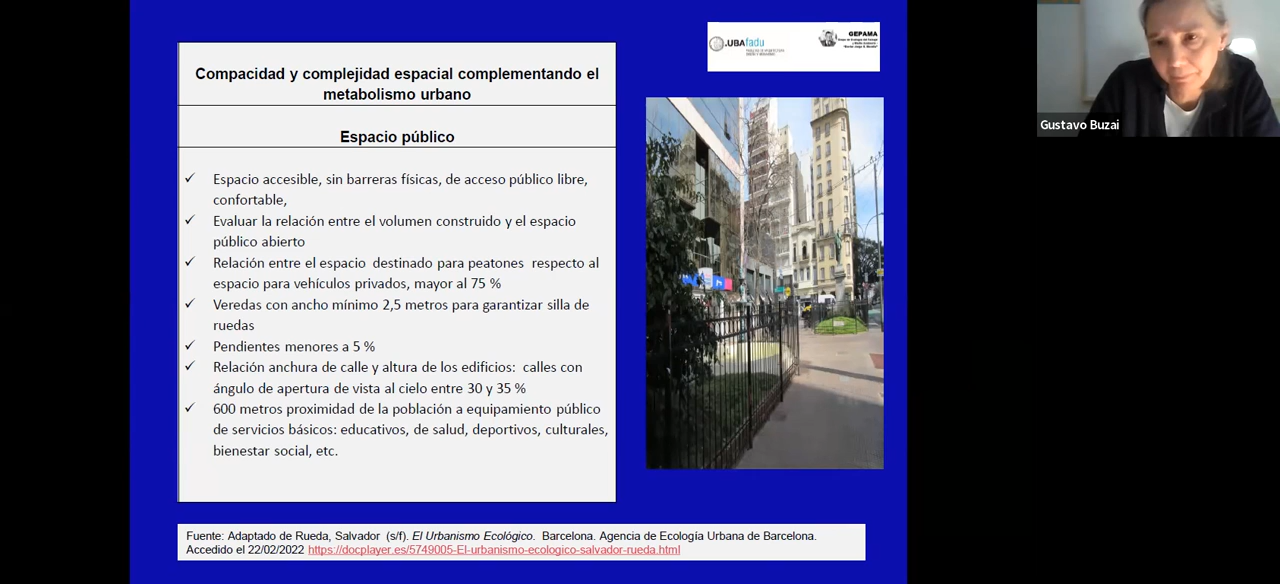 .UBAfadu
GEPAMA
Compacidad y complejidad espacial complementando el
metabolismo urbano
Espacio público
✓ Espacio accesible, sin barreras físicas, de acceso público libre,
confortable,
✓ Evaluar la relación entre el volumen construido y el espacio
público abierto
✓ Relación entre el espacio destinado para peatones respecto al
espacio para vehículos privados, mayor al 75 %
✓ Veredas con ancho mínimo 2,5 metros para garantizar silla de
ruedas
✓ Pendientes menores a 5 %
✓ Relación anchura de calle y altura de los edificios: calles con
ángulo de apertura de vista al cielo entre 30 y 35 %
✓ 600 metros proximidad de la población a equipamiento público
de servicios básicos: educativos, de salud, deportivos, culturales,
bienestar social, etc.
Fuente: Adaptado de Rueda, Salvador (s/f). El Urbanismo Ecológico. Barcelona. Agencia de Ecología Urbana de Barcelona.
Accedido el 22/02/2022 https://docplayer.es/5749005-El-urbanismo-ecologico-salvador-rueda.html
Gustavo Buzai